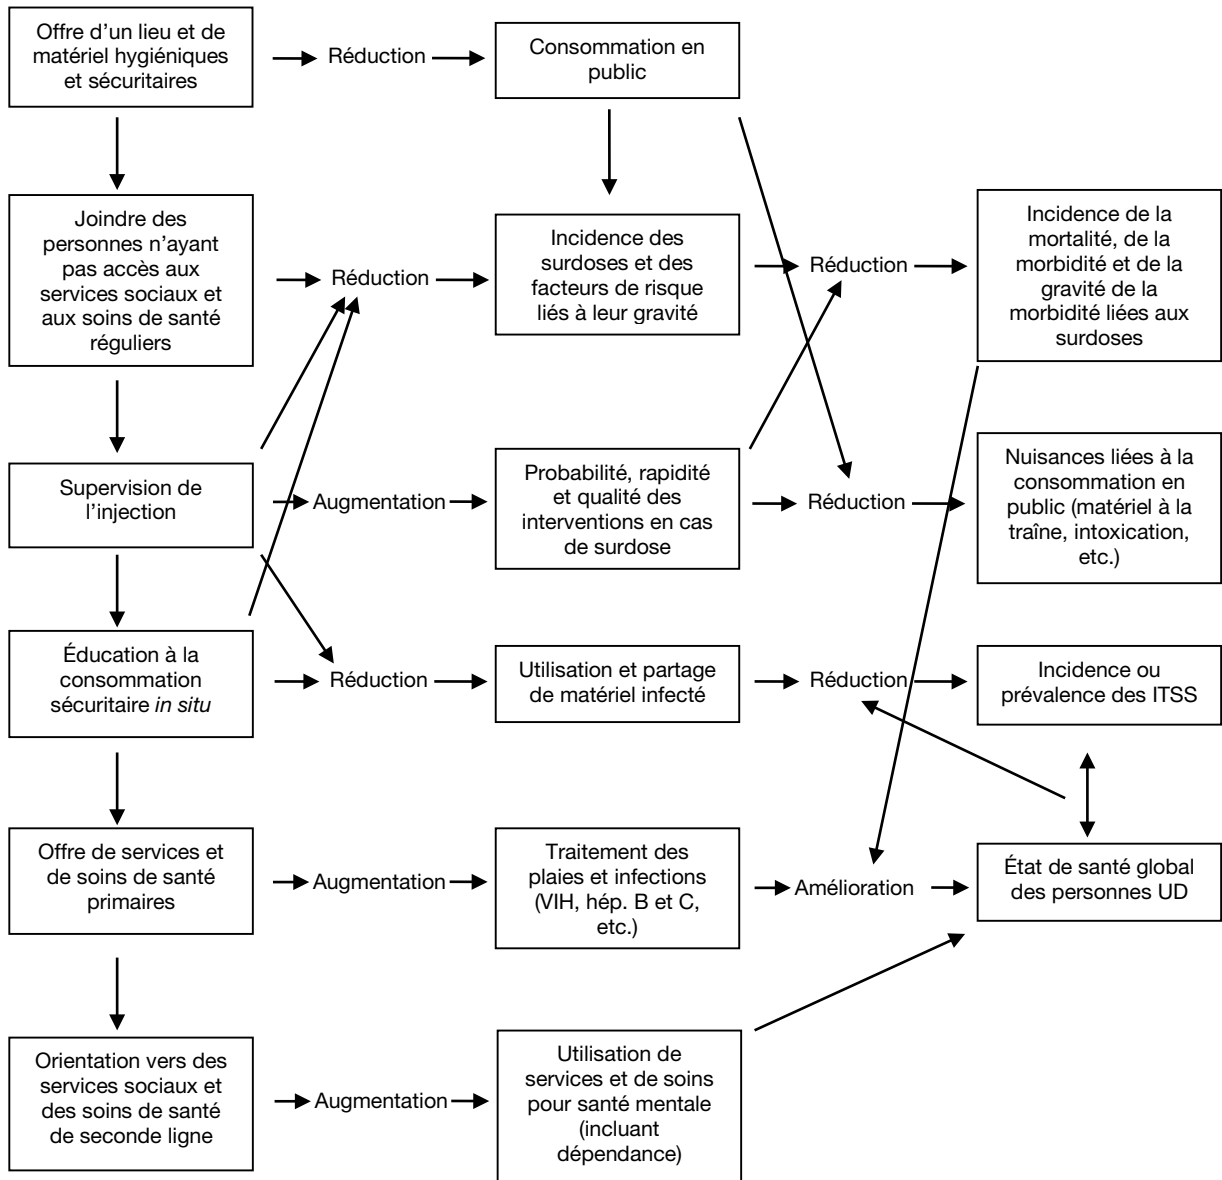 Offre d’un lieu et de
matériel hygiéniques
et sécuritaires
Réduction
Consommation en
public
Joindre des
personnes n’ayant
pas accès aux
services sociaux et
aux soins de santé
réguliers
Réduction
Incidence des
surdoses et des
facteurs de risque
liés à leur gravité
Réduction
Incidence de la
mortalité, de la
morbidité et de la
gravité de la
morbidité liées aux
surdoses
Supervision de
l’injection
Augmentation
Probabilité, rapidité
et qualité des
interventions en cas
de surdose
Réduction
Nuisances liées à la
consommation en
public (matériel à la
traîne, intoxication,
etc.)
Éducation à la
consommation
sécuritaire in situ
Réduction
Utilisation et partage
de matériel infecté
Réduction
Incidence ou
prévalence des ITSS
Offre de services et
de soins de santé
primaires
Augmentation
Traitement des
plaies et infections
(VIH, hép. B et C,
etc.)
Amélioration
État de santé global
des personnes UD
Orientation vers des
services sociaux et
des soins de santé
de seconde ligne
Augmentation
Utilisation de
services et de soins
pour santé mentale
(incluant
dépendance)